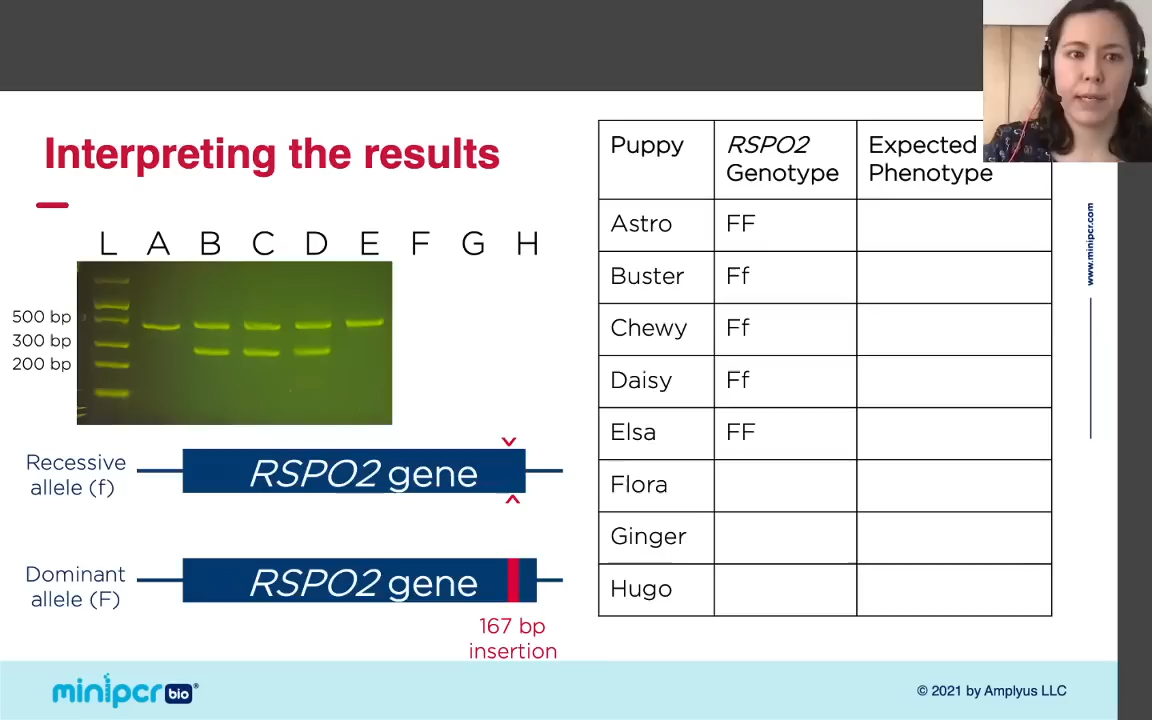 Interpreting the results
L A B C D E F G H
500 bp
300 bp
200 bp
Recessive
allele (f)
RSPO2 gene
Dominant
allele (F)
RSPO2 gene
167 bp
insertion
Puppy RSPO2 Genotype Expected Phenotype
Astro FF
Buster Ff
Chewy Ff
Daisy Ff
Elsa FF
Flora
Ginger
Hugo
www.minipcr.com
minipcr bio®
© 2021 by Amplyus LLC